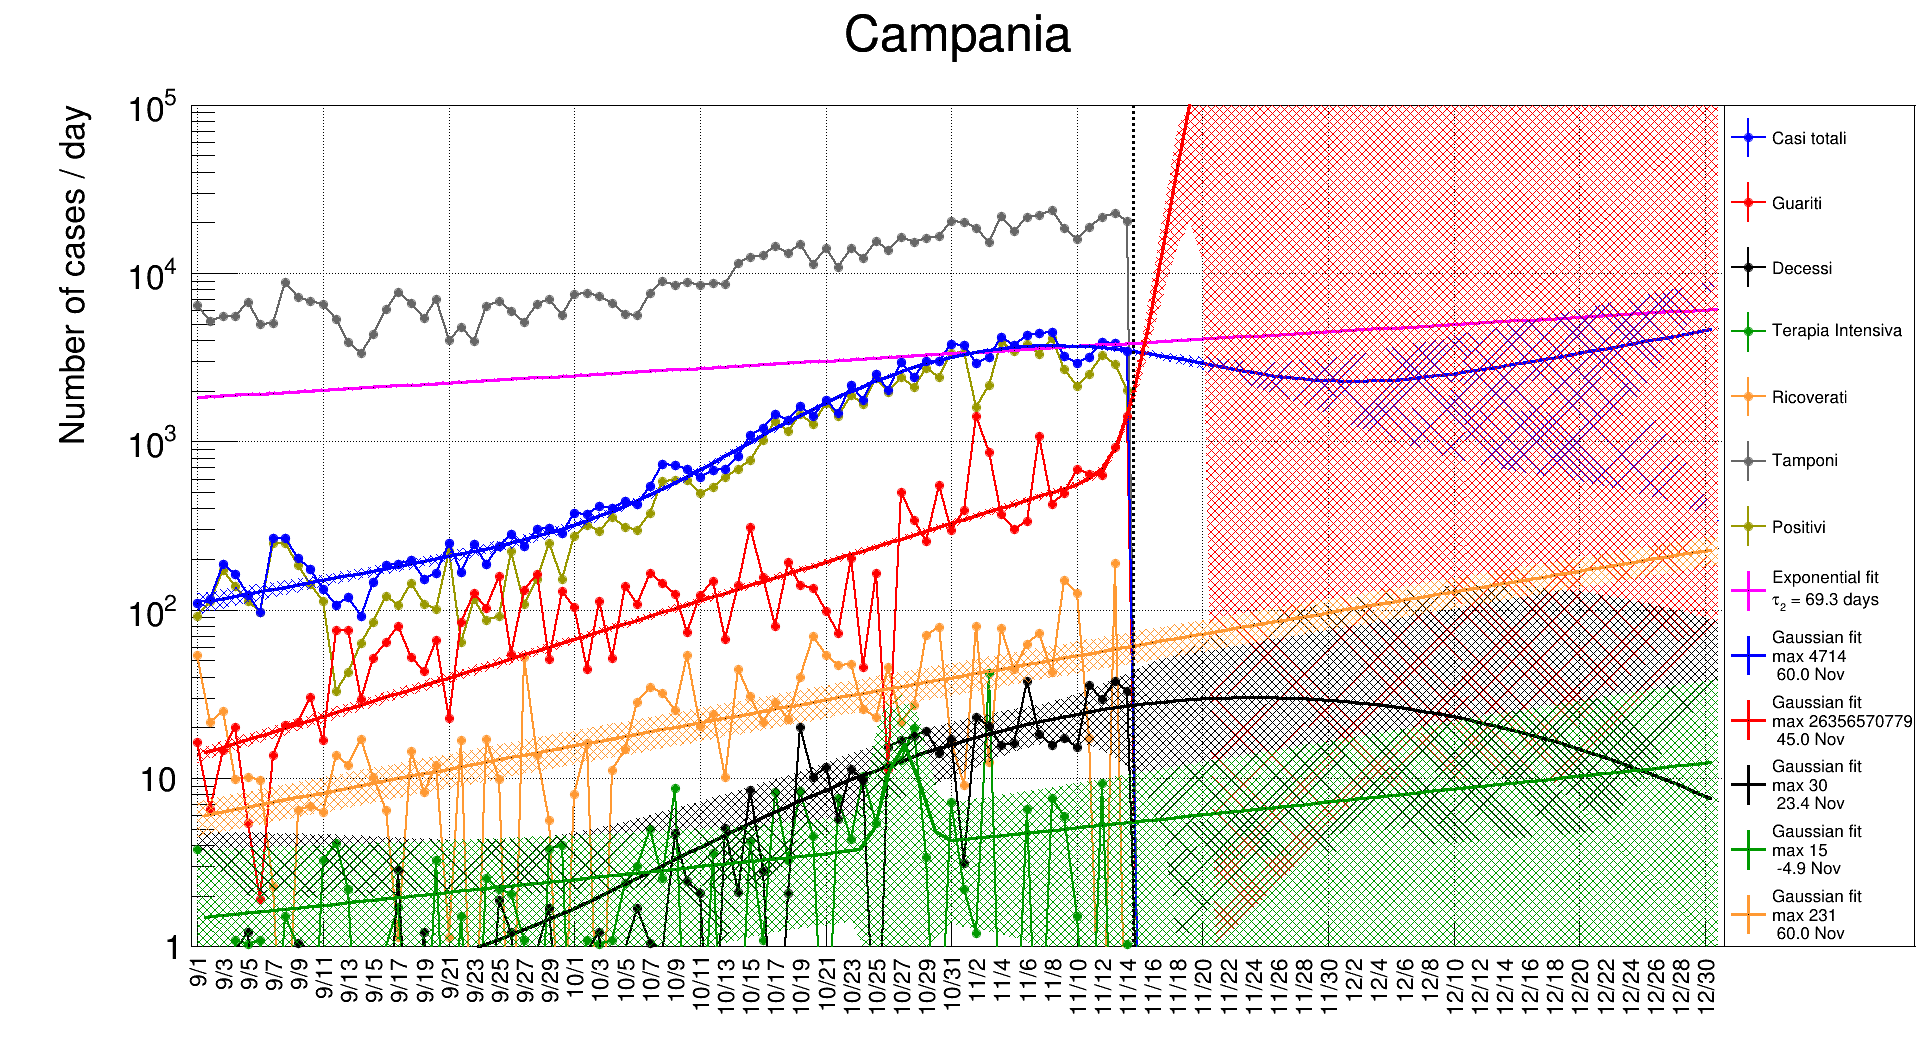 Campania
Number of cases / day
10^5
10^4
10^3
10^2
10
1
9/1
9/3
9/5
9/7
9/9
9/11
9/13
9/15
9/17
9/19
9/21
9/23
9/25
9/27
9/29
10/1
10/3
10/5
10/7
10/9
10/11
10/13
10/15
10/17
10/19
10/21
10/23
10/25
10/27
10/29
10/31
11/2
11/4
11/6
11/8
11/10
11/12
11/14
11/16
11/18
11/20
11/22
11/24
11/26
11/28
11/30
12/2
12/4
12/6
12/8
12/10
12/12
12/14
12/16
12/18
12/20
12/22
12/24
12/26
12/28
12/30
Casi totali
Guariti
Decessi
Terapia Intensiva
Ricoverati
Tamponi
Positivi
Exponential fit
τ2 = 69.3 days
Gaussian fit
max 4714
60.0 Nov
Gaussian fit
max 26356570779
45.0 Nov
Gaussian fit
max 30
23.4 Nov
Gaussian fit
max 15
-4.9 Nov
Gaussian fit
max 231
60.0 Nov